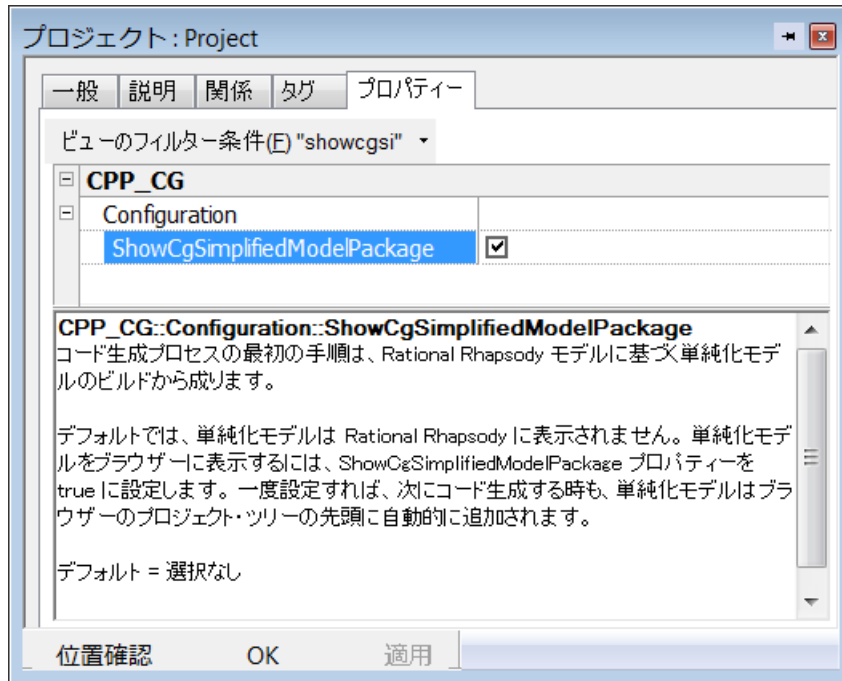 プロジェクト : Project
一般 説明 関係 タグ プロパティー
ビューのフィルター条件(F) "showcgsi"
CPP_CG
Configuration
ShowCgSimplifiedModelPackage
CPP_CG::Configuration::ShowCgSimplifiedModelPackage
コード生成プロセスの最初の手順は、Rational Rhapsody モデルに基づく単純化モデ
ルのビルドから成ります。
デフォルトでは、単純化モデルは Rational Rhapsody に表示されません。単純化モデ
ルをブラウザーに表示するには、ShowCgSimplifiedModelPackage プロパティーを
true に設定します。一度設定すれば、次にコード生成する時も、単純化モデルはブラ
ウザーのプロジェクト・ツリーの先頭に自動的に追加されます。
デフォルト = 選択なし
位置確認 OK 適用